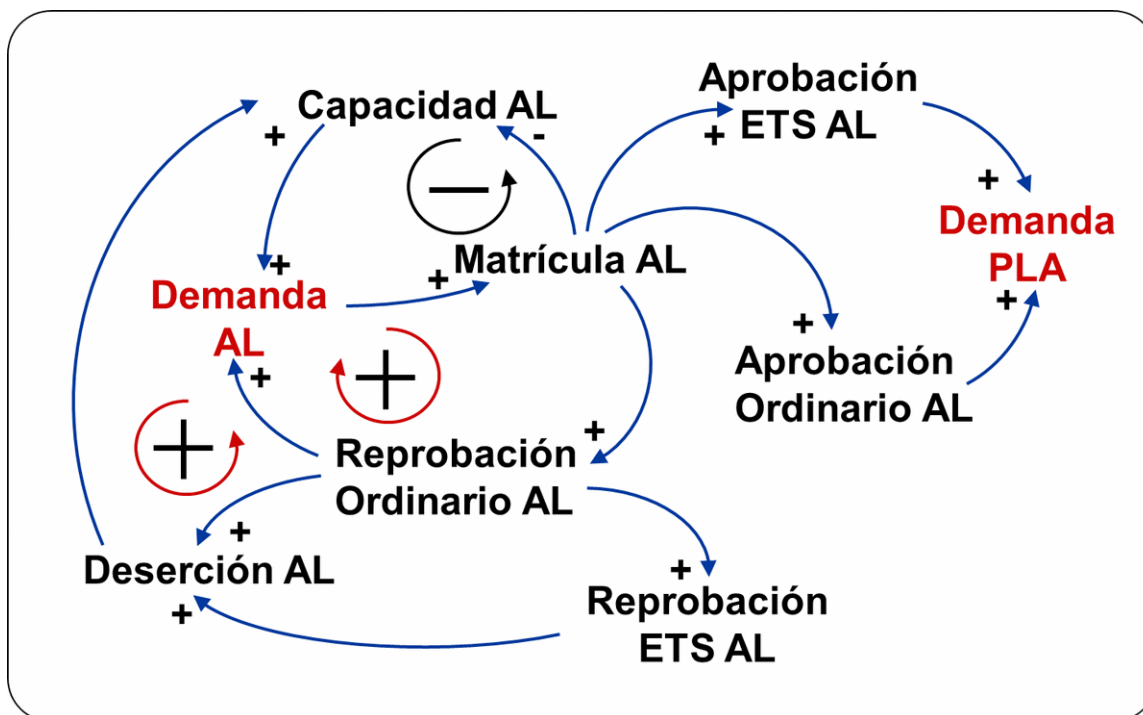 Capacidad AL
Aprobación
ETS AL
Matrícula AL
Demanda
PLA
Demanda
AL
Aprobación
Ordinario AL
Reprobación
Ordinario AL
Deserción AL
Reprobación
ETS AL
+
-
+
+
+
+
+
+
+
+
+
+
+
−
+
+